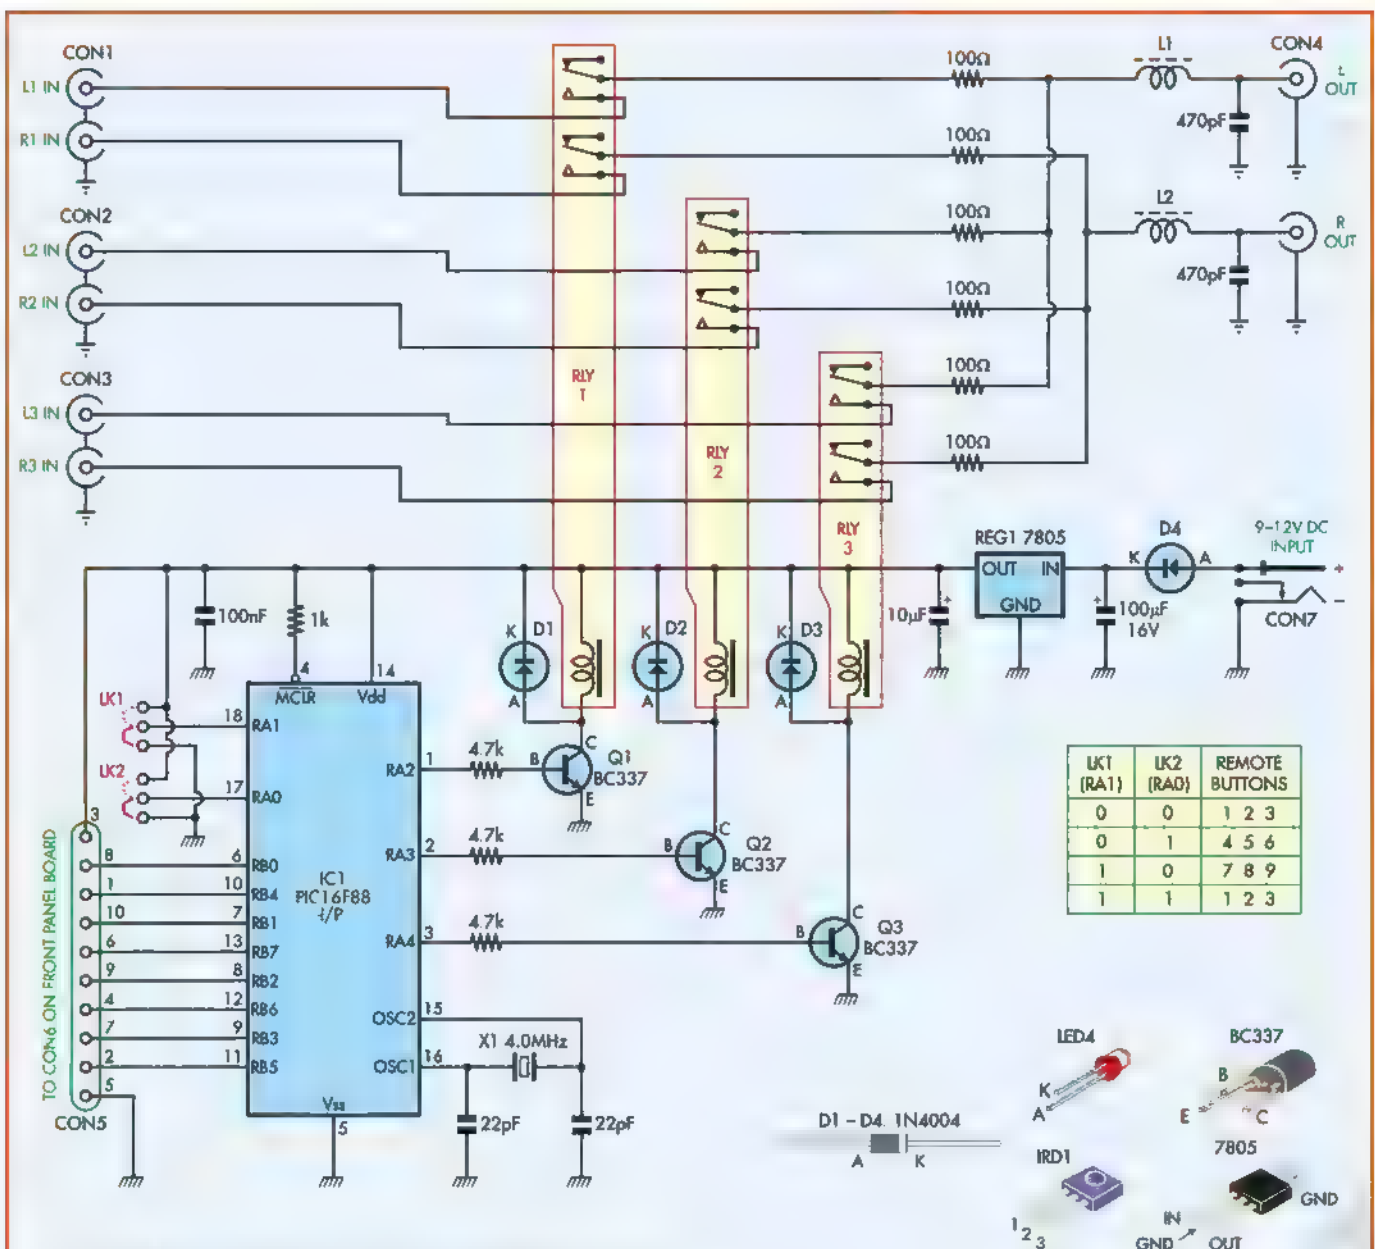 CON1
L1 IN
R1 IN
CON2
L2 IN
R2 IN
CON3
L3 IN
R3 IN
RLY
1
RLY
2
RLY
3
100Ω
100Ω
100Ω
100Ω
100Ω
100Ω
L1
CON4
L
OUT
470pF
L2
R
OUT
470pF
100nF
1k
4
MCLR
14
Vdd
K
D1
A
K
D2
A
K
D3
A
10µF
+
REG1 7805
OUT IN
GND
+
100µF
16V
K
D4
A
9–12V DC
INPUT
+
–
CON7
LK1
LK2
18
RA1
17
RA0
RA2
1
4.7k
B
C
E
Q1
BC337
RA3
2
4.7k
B
C
E
Q2
BC337
RA4
3
4.7k
B
C
E
Q3
BC337
IC1
PIC16F88
-I/P
TO CON6 ON FRONT PANEL BOARD
3
8 6 RB0
1 10 RB4
10 7 RB1
6 13 RB7
9 8 RB2
4 12 RB6
7 9 RB3
2 11 RB5
5
CON5
OSC2
15
OSC1
16
X1 4.0MHz
22pF
22pF
Vss
5
LK1 (RA1) LK2 (RA0) REMOTE BUTTONS
0 0 1 2 3
0 1 4 5 6
1 0 7 8 9
1 1 1 2 3
D1 – D4 1N4004
A
K
LED4
K
A
BC337
B
E
C
IRD1
1
2
3
7805
GND
IN
GND
OUT